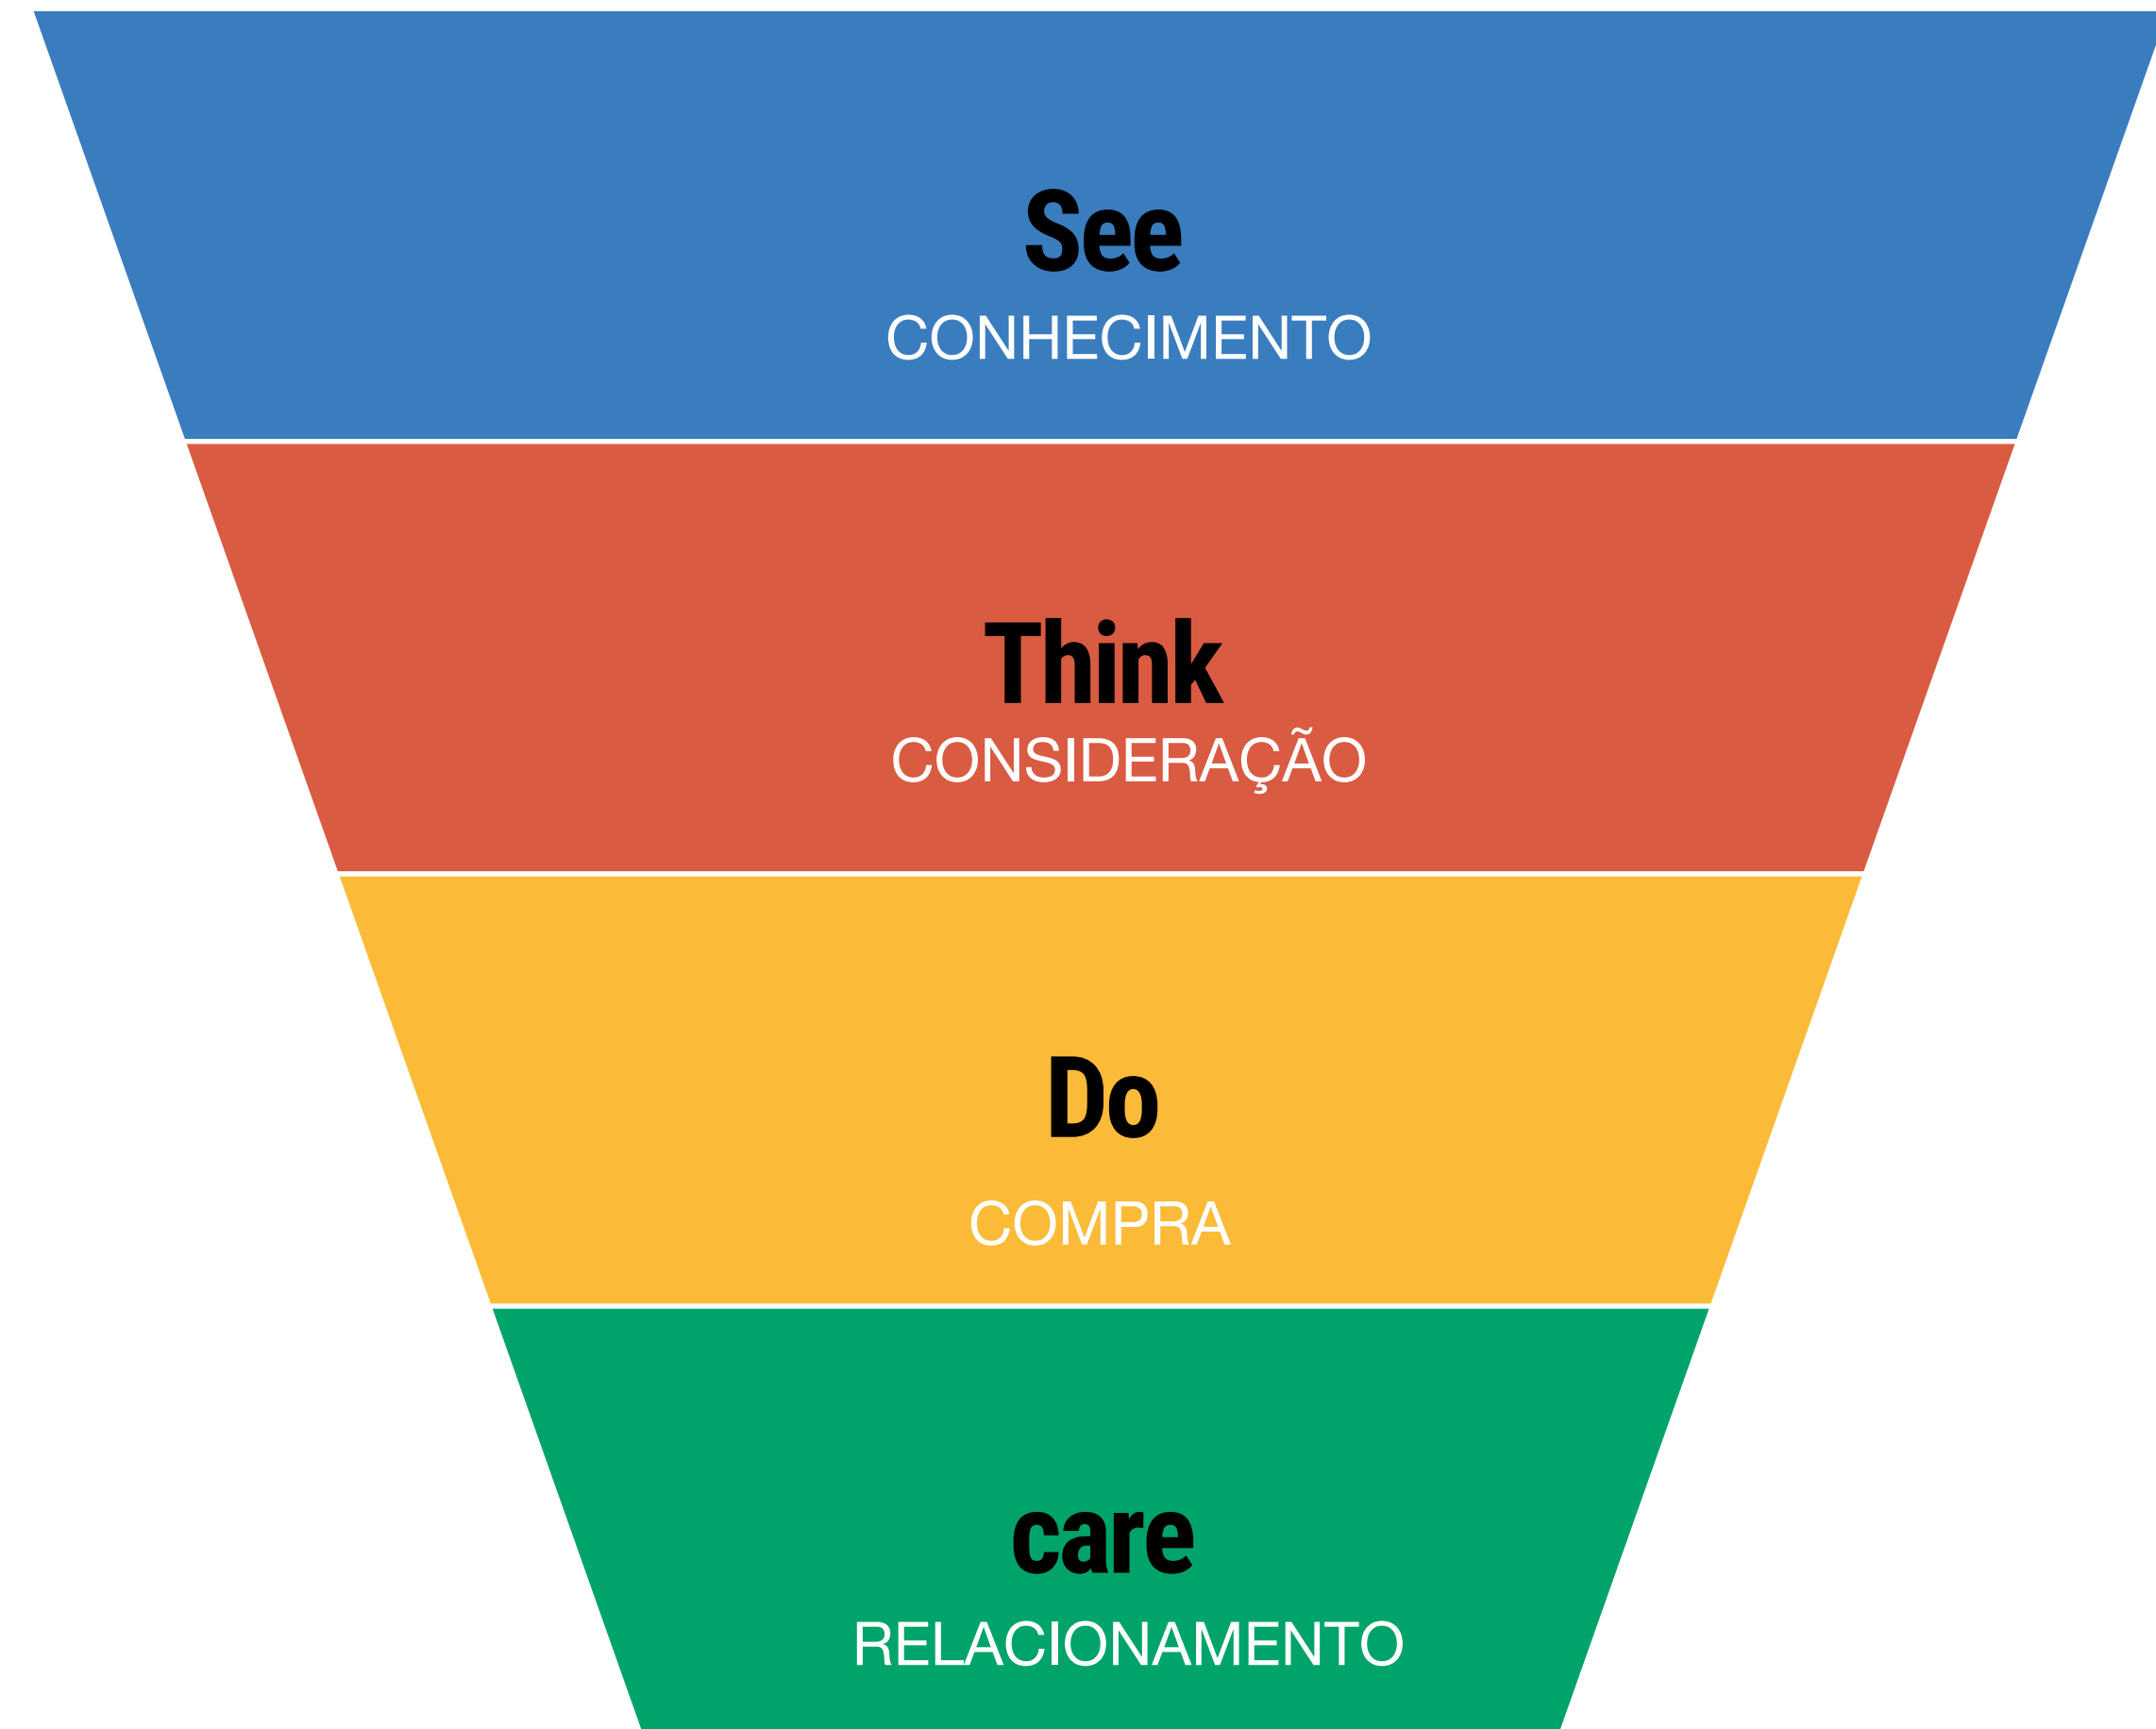 See
CONHECIMENTO
Think
CONSIDERAÇÃO
Do
COMPRA
care
RELACIONAMENTO